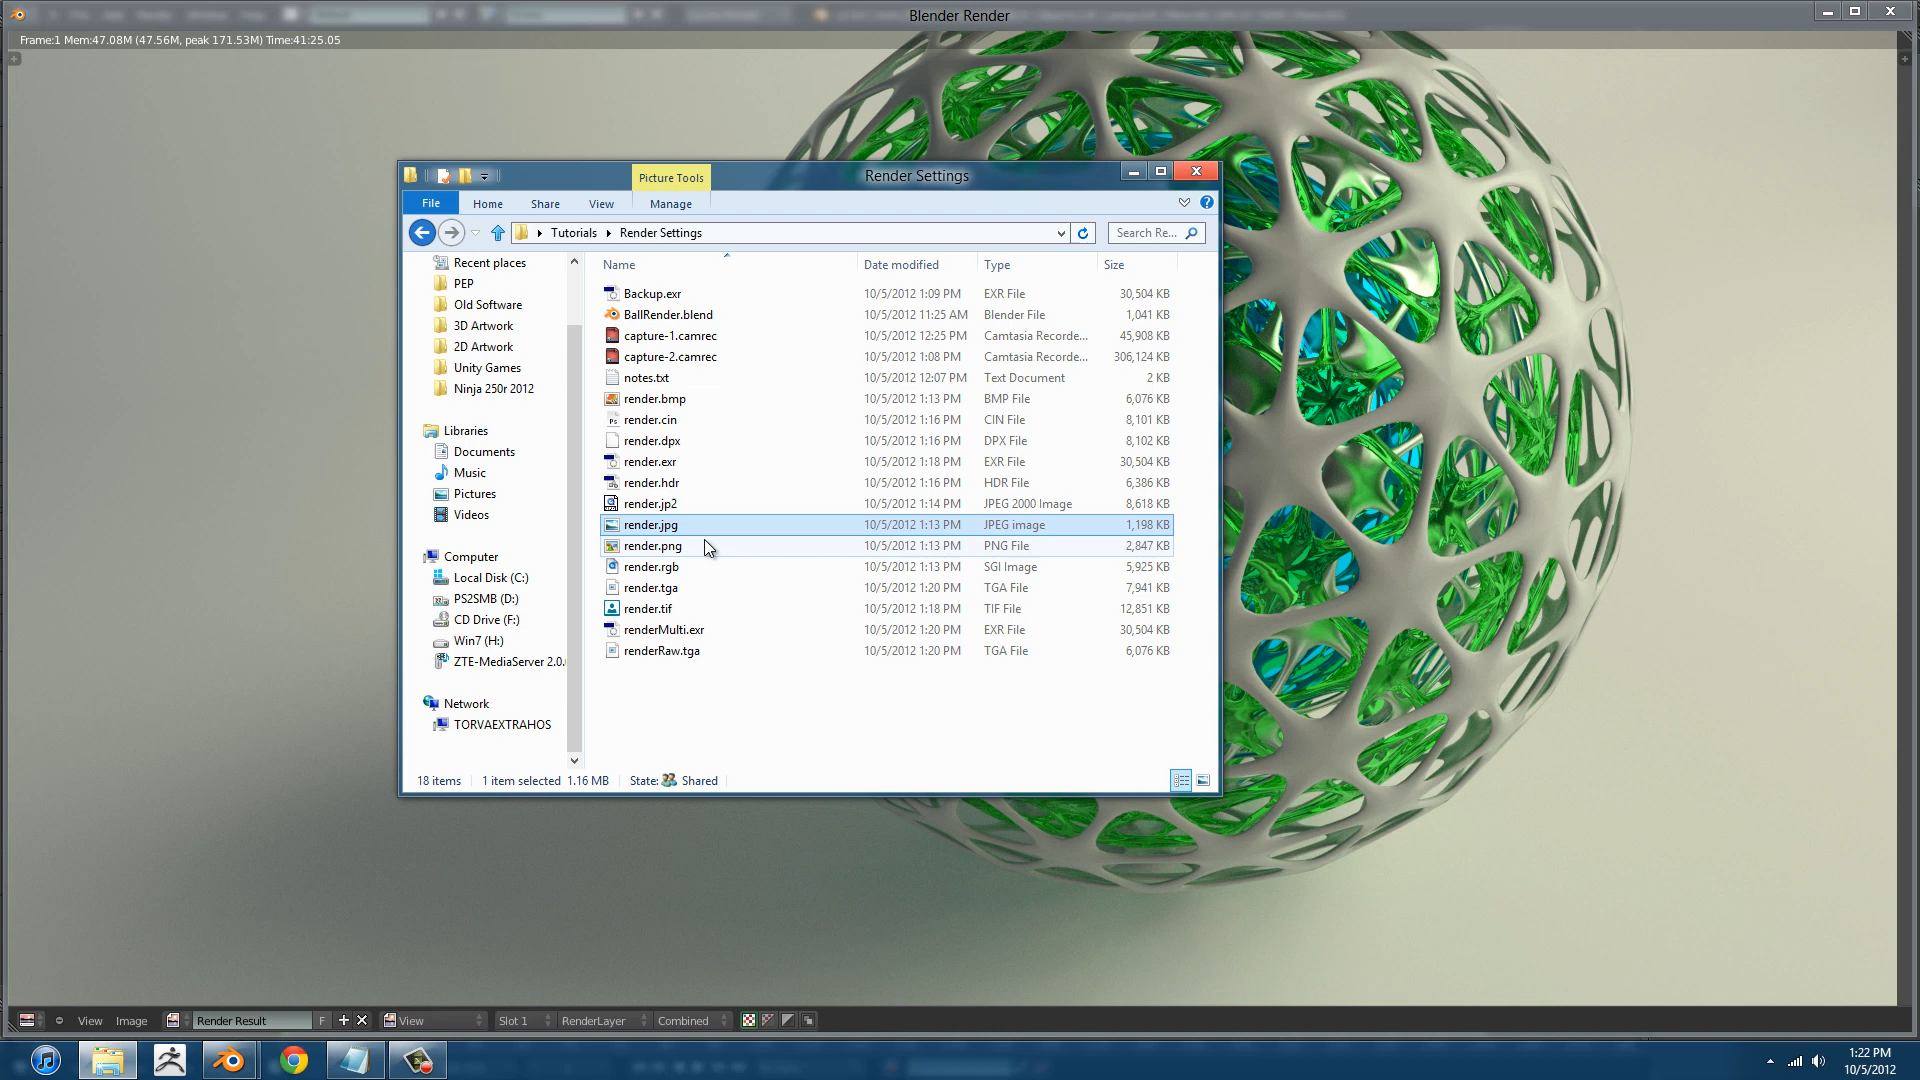 Blender Render
Frame:1 Mem:47.08M (47.56M, peak 171.53M) Time:41:25.05
Picture Tools
Render Settings
File Home Share View Manage
Tutorials Render Settings
Search Re...
Name Date modified Type Size
Recent places
PEP
Old Software
3D Artwork
2D Artwork
Unity Games
Ninja 250r 2012
Libraries
Documents
Music
Pictures
Videos
Computer
Local Disk (C:)
PS2SMB (D:)
CD Drive (F:)
Win7 (H:)
ZTE-MediaServer 2.0.
Network
TORVAEXTRAHOS
Backup.exr 10/5/2012 1:09 PM EXR File 30,504 KB
BallRender.blend 10/5/2012 11:25 AM Blender File 1,041 KB
capture-1.camrec 10/5/2012 12:25 PM Camtasia Recorde... 45,908 KB
capture-2.camrec 10/5/2012 1:08 PM Camtasia Recorde... 306,124 KB
notes.txt 10/5/2012 12:07 PM Text Document 2 KB
render.bmp 10/5/2012 1:13 PM BMP File 6,076 KB
render.cin 10/5/2012 1:16 PM CIN File 8,101 KB
render.dpx 10/5/2012 1:16 PM DPX File 8,102 KB
render.exr 10/5/2012 1:18 PM EXR File 30,504 KB
render.hdr 10/5/2012 1:16 PM HDR File 6,386 KB
render.jp2 10/5/2012 1:14 PM JPEG 2000 Image 8,618 KB
render.jpg 10/5/2012 1:13 PM JPEG image 1,198 KB
render.png 10/5/2012 1:13 PM PNG File 2,847 KB
render.rgb 10/5/2012 1:13 PM SGI Image 5,925 KB
render.tga 10/5/2012 1:20 PM TGA File 7,941 KB
render.tif 10/5/2012 1:18 PM TIF File 12,851 KB
renderMulti.exr 10/5/2012 1:20 PM EXR File 30,504 KB
renderRaw.tga 10/5/2012 1:20 PM TGA File 6,076 KB
18 items 1 item selected 1.16 MB State: Shared
View Image Render Result F View Slot 1 RenderLayer Combined
1:22 PM
10/5/2012